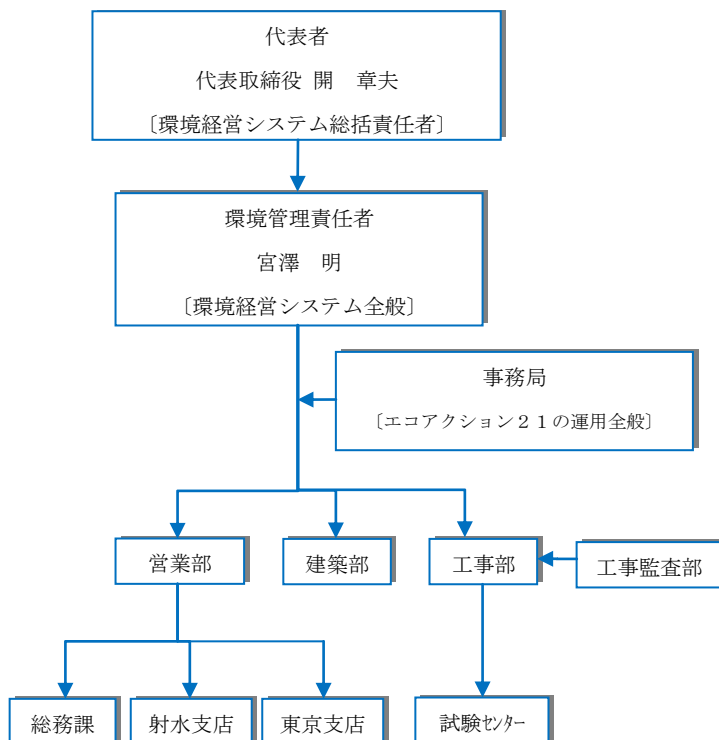 代表者
代表取締役 開　章夫
〔環境経営システム総括責任者〕
環境管理責任者
宮澤　明
〔環境経営システム全般〕
事務局
〔エコアクション２１の運用全般〕
営業部
建築部
工事部
工事監査部
総務課
射水支店
東京支店
試験ｾﾝﾀｰ